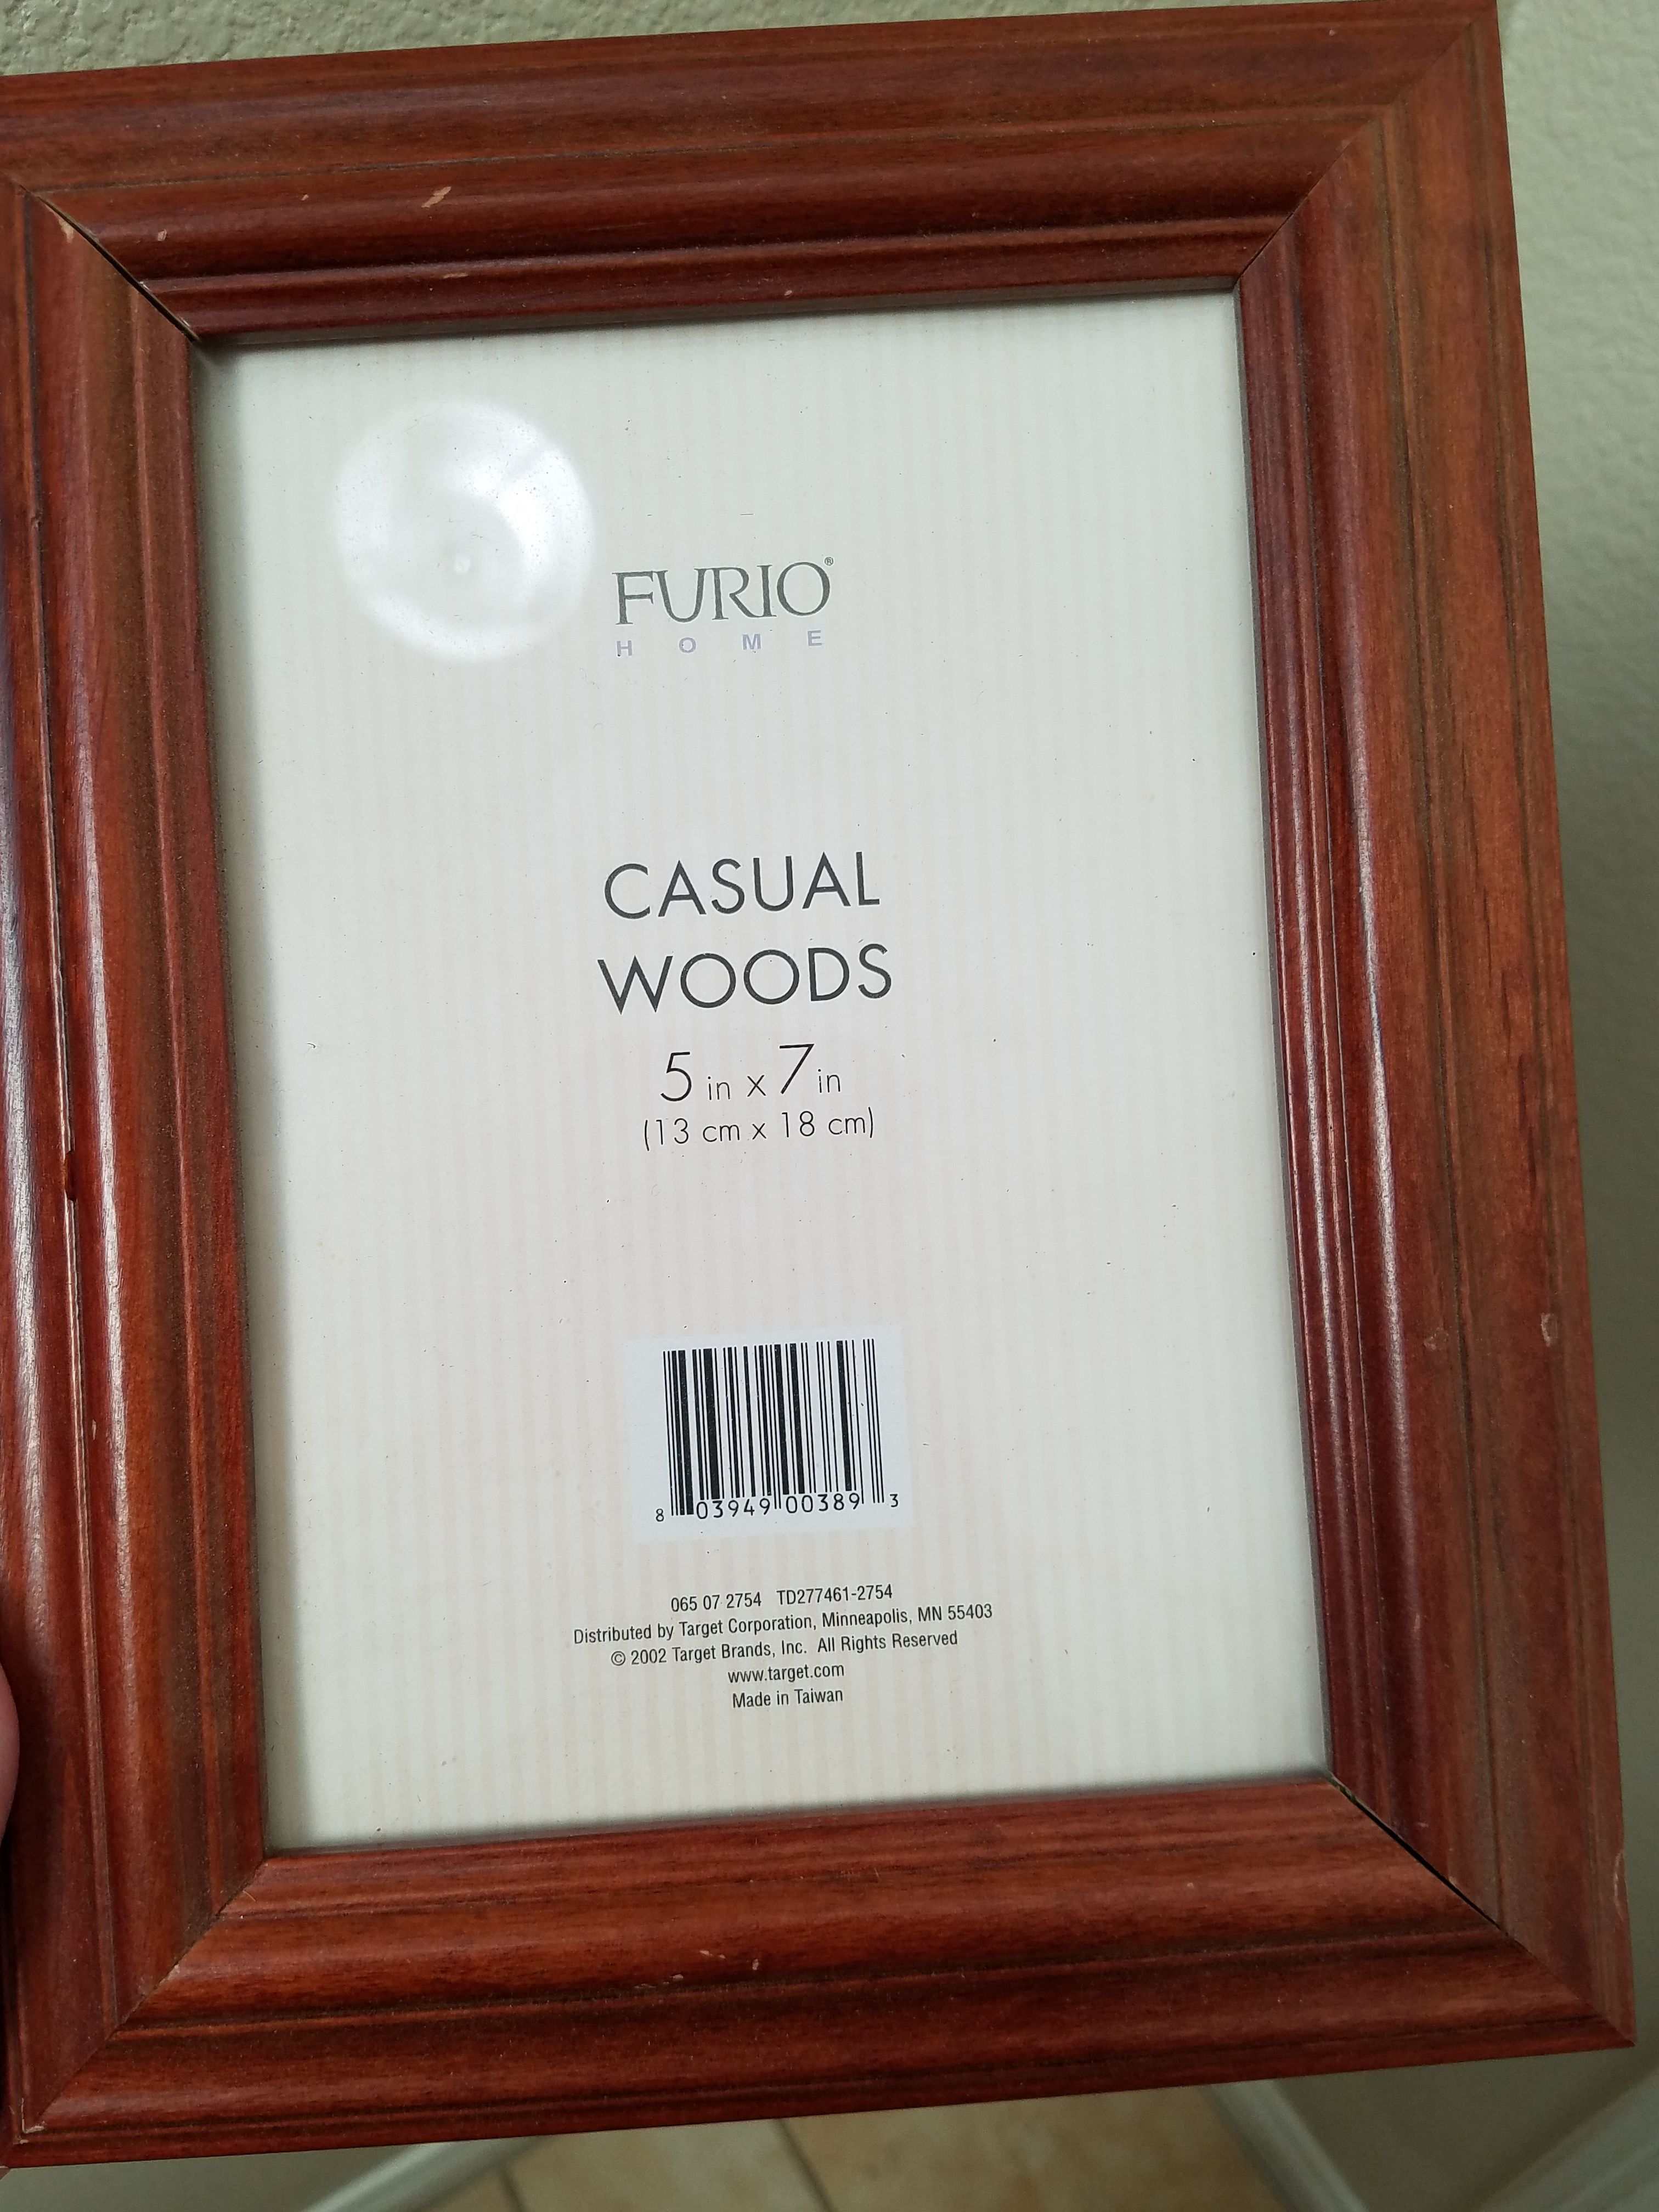 FURIO®
HOME
CASUAL
WOODS
5 in x 7 in
(13 cm x 18 cm)
8 03949 00389 3
065 07 2754 TD277461-2754
Distributed by Target Corporation, Minneapolis, MN 55403
© 2002 Target Brands, Inc. All Rights Reserved
www.target.com
Made in Taiwan